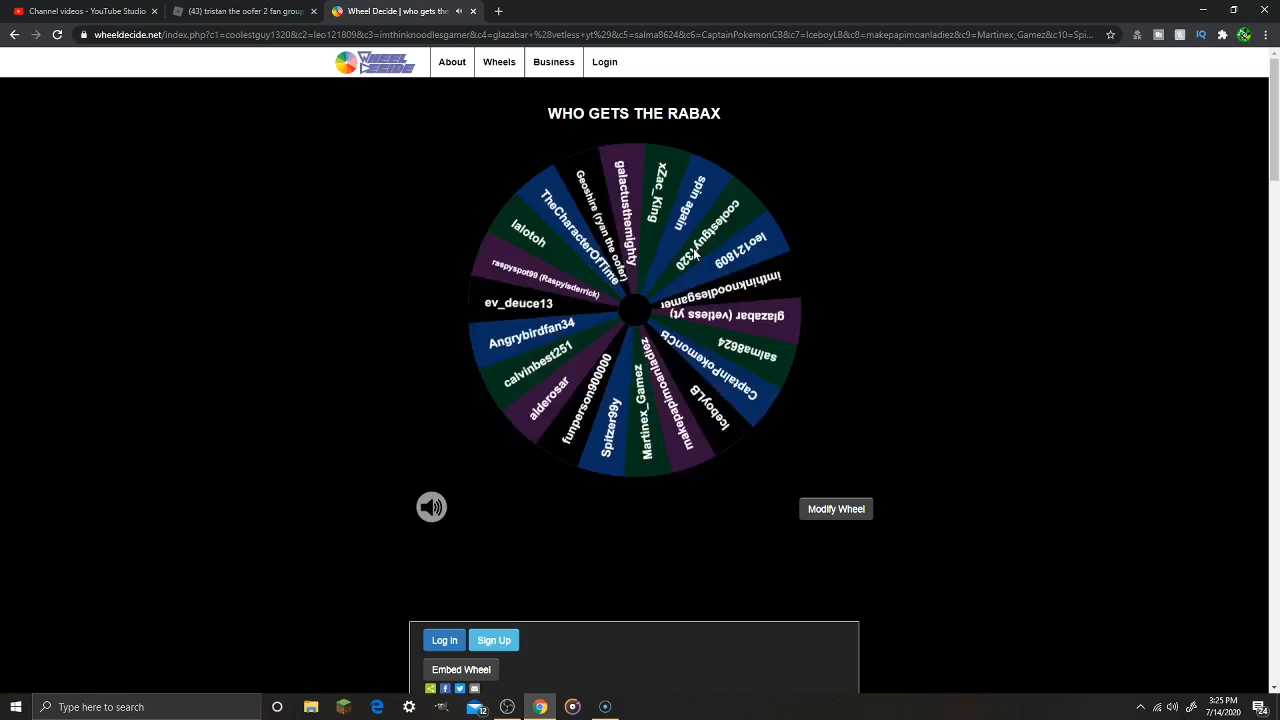 Channel videos - YouTube Studio
(43) tristan the oofer 2 fan group
Wheel Decide | who gets the
wheeldecide.net/index.php?c1=coolestguy1320&c2=leo121809&c3=imthinknoodlesgamer&c4=glazabar+%28vetless+yt%29&c5=salma8624&c6=CaptainPokemonCB&c7=IceboyLB&c8=makepapimoanladiez&c9=Martinex_Gamez&c10=Spi...
WHEEL DECIDE
About
Wheels
Business
Login
WHO GETS THE RABAX
galactusthemighty
xZac_King
spin again
coolestguy1320
leo121809
imthinknoodlesgamer
glazabar (vetless yt)
salma8624
CaptainPokemonCB
IceboyLB
makepapimoanladiez
Martinex_Gamez
Spitzer99y
funperson900000
alderosar
calvinbest251
Angrybirdfan34
ev_deuce13
raspyspot99 (Raspyisderrick)
lalotoh
TheCharacterOfTime
Geoshire (ryan the oofer)
Modify Wheel
Log In
Sign Up
Embed Wheel
Type here to search
12
3:25 PM
7/14/2020
24